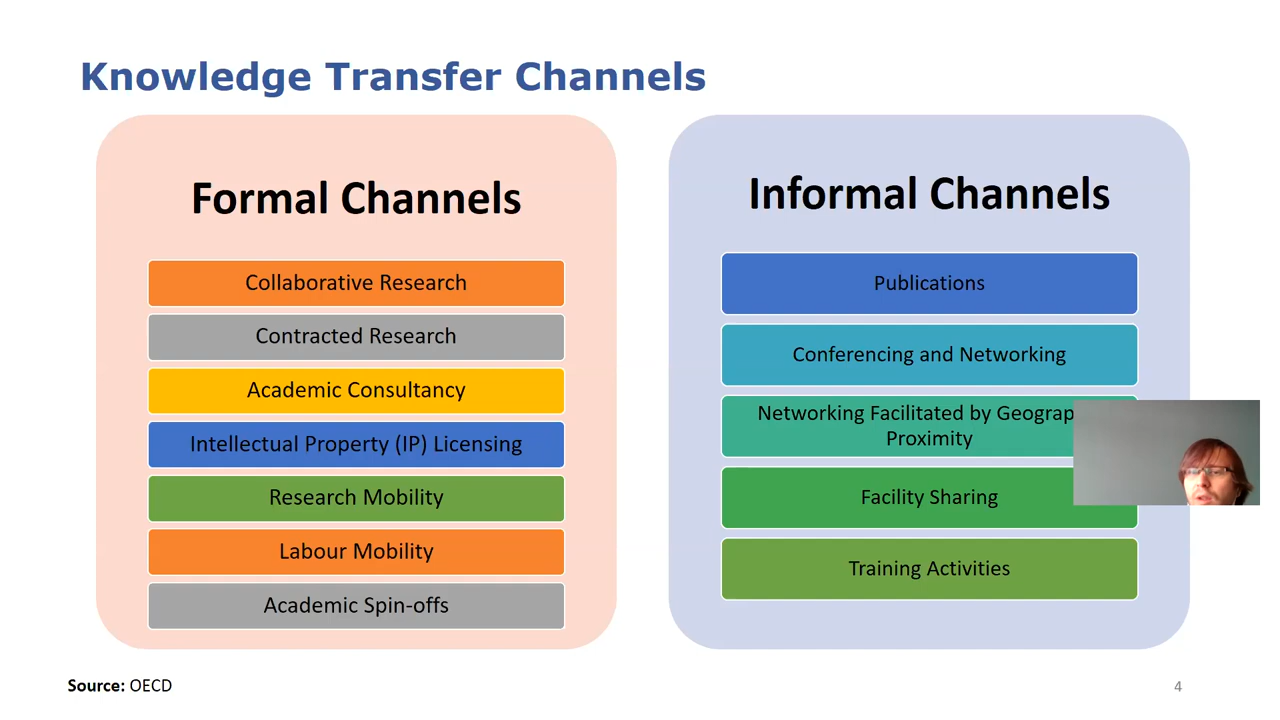 Knowledge Transfer Channels
Formal Channels
Collaborative Research
Contracted Research
Academic Consultancy
Intellectual Property (IP) Licensing
Research Mobility
Labour Mobility
Academic Spin-offs
Informal Channels
Publications
Conferencing and Networking
Networking Facilitated by
Proximity
Facility Sharing
Training Activities
Source: OECD
4